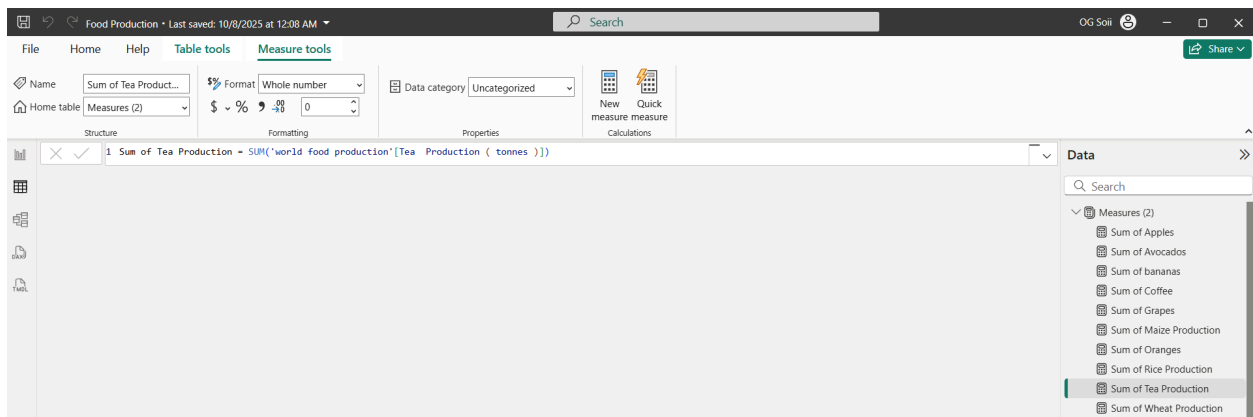 Food Production • Last saved: 10/8/2025 at 12:08 AM
Search
OG Soii
File Home Help Table tools Measure tools
Share
Name Sum of Tea Product...
Home table Measures (2)
Structure
$% Format Whole number
$ % 9 .00 0
Formatting
Data category Uncategorized
Properties
New measure
Quick measure
Calculations
1 Sum of Tea Production = SUM('world food production'[Tea  Production ( tonnes )])
Data
Search
Measures (2)
Sum of Apples
Sum of Avocados
Sum of bananas
Sum of Coffee
Sum of Grapes
Sum of Maize Production
Sum of Oranges
Sum of Rice Production
Sum of Tea Production
Sum of Wheat Production
DAX
TMDL